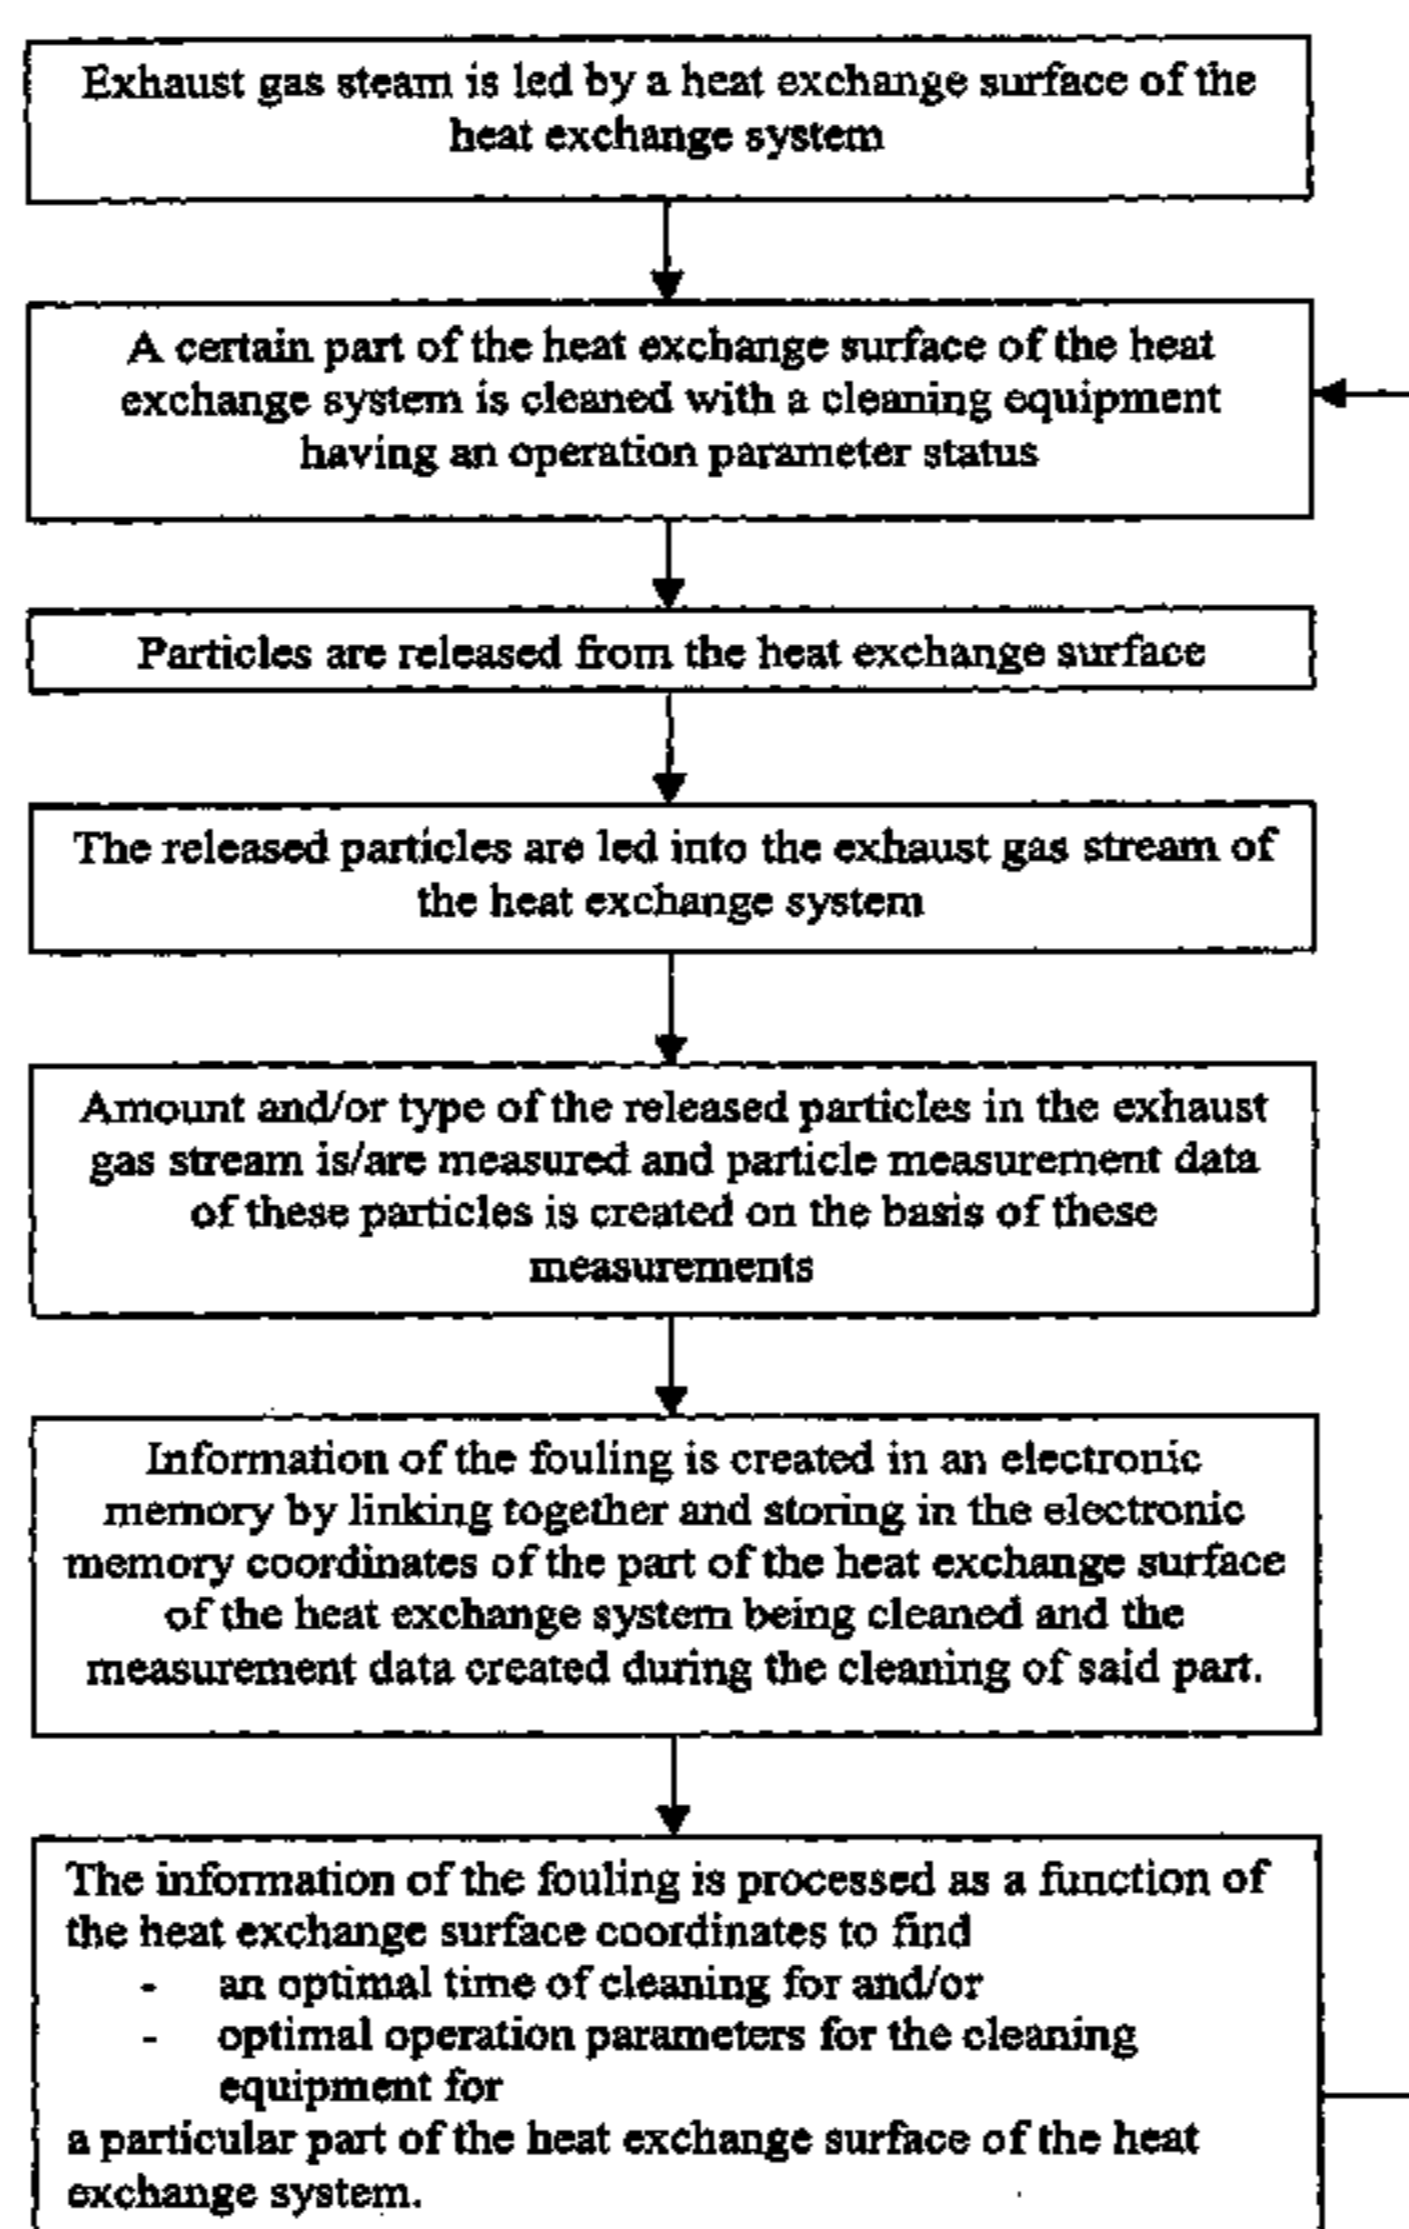 Exhaust gas steam is led by a heat exchange surface of the
heat exchange system
A certain part of the heat exchange surface of the heat
exchange system is cleaned with a cleaning equipment
having an operation parameter status
Particles are released from the heat exchange surface
The released particles are led into the exhaust gas stream of
the heat exchange system
Amount and/or type of the released particles in the exhaust
gas stream is/are measured and particle measurement data
of these particles is created on the basis of these
measurements
Information of the fouling is created in an electronic
memory by linking together and storing in the electronic
memory coordinates of the part of the heat exchange surface
of the heat exchange system being cleaned and the
measurement data created during the cleaning of said part.
The information of the fouling is processed as a function of
the heat exchange surface coordinates to find
- an optimal time of cleaning for and/or
- optimal operation parameters for the cleaning
equipment for
a particular part of the heat exchange surface of the heat
exchange system.